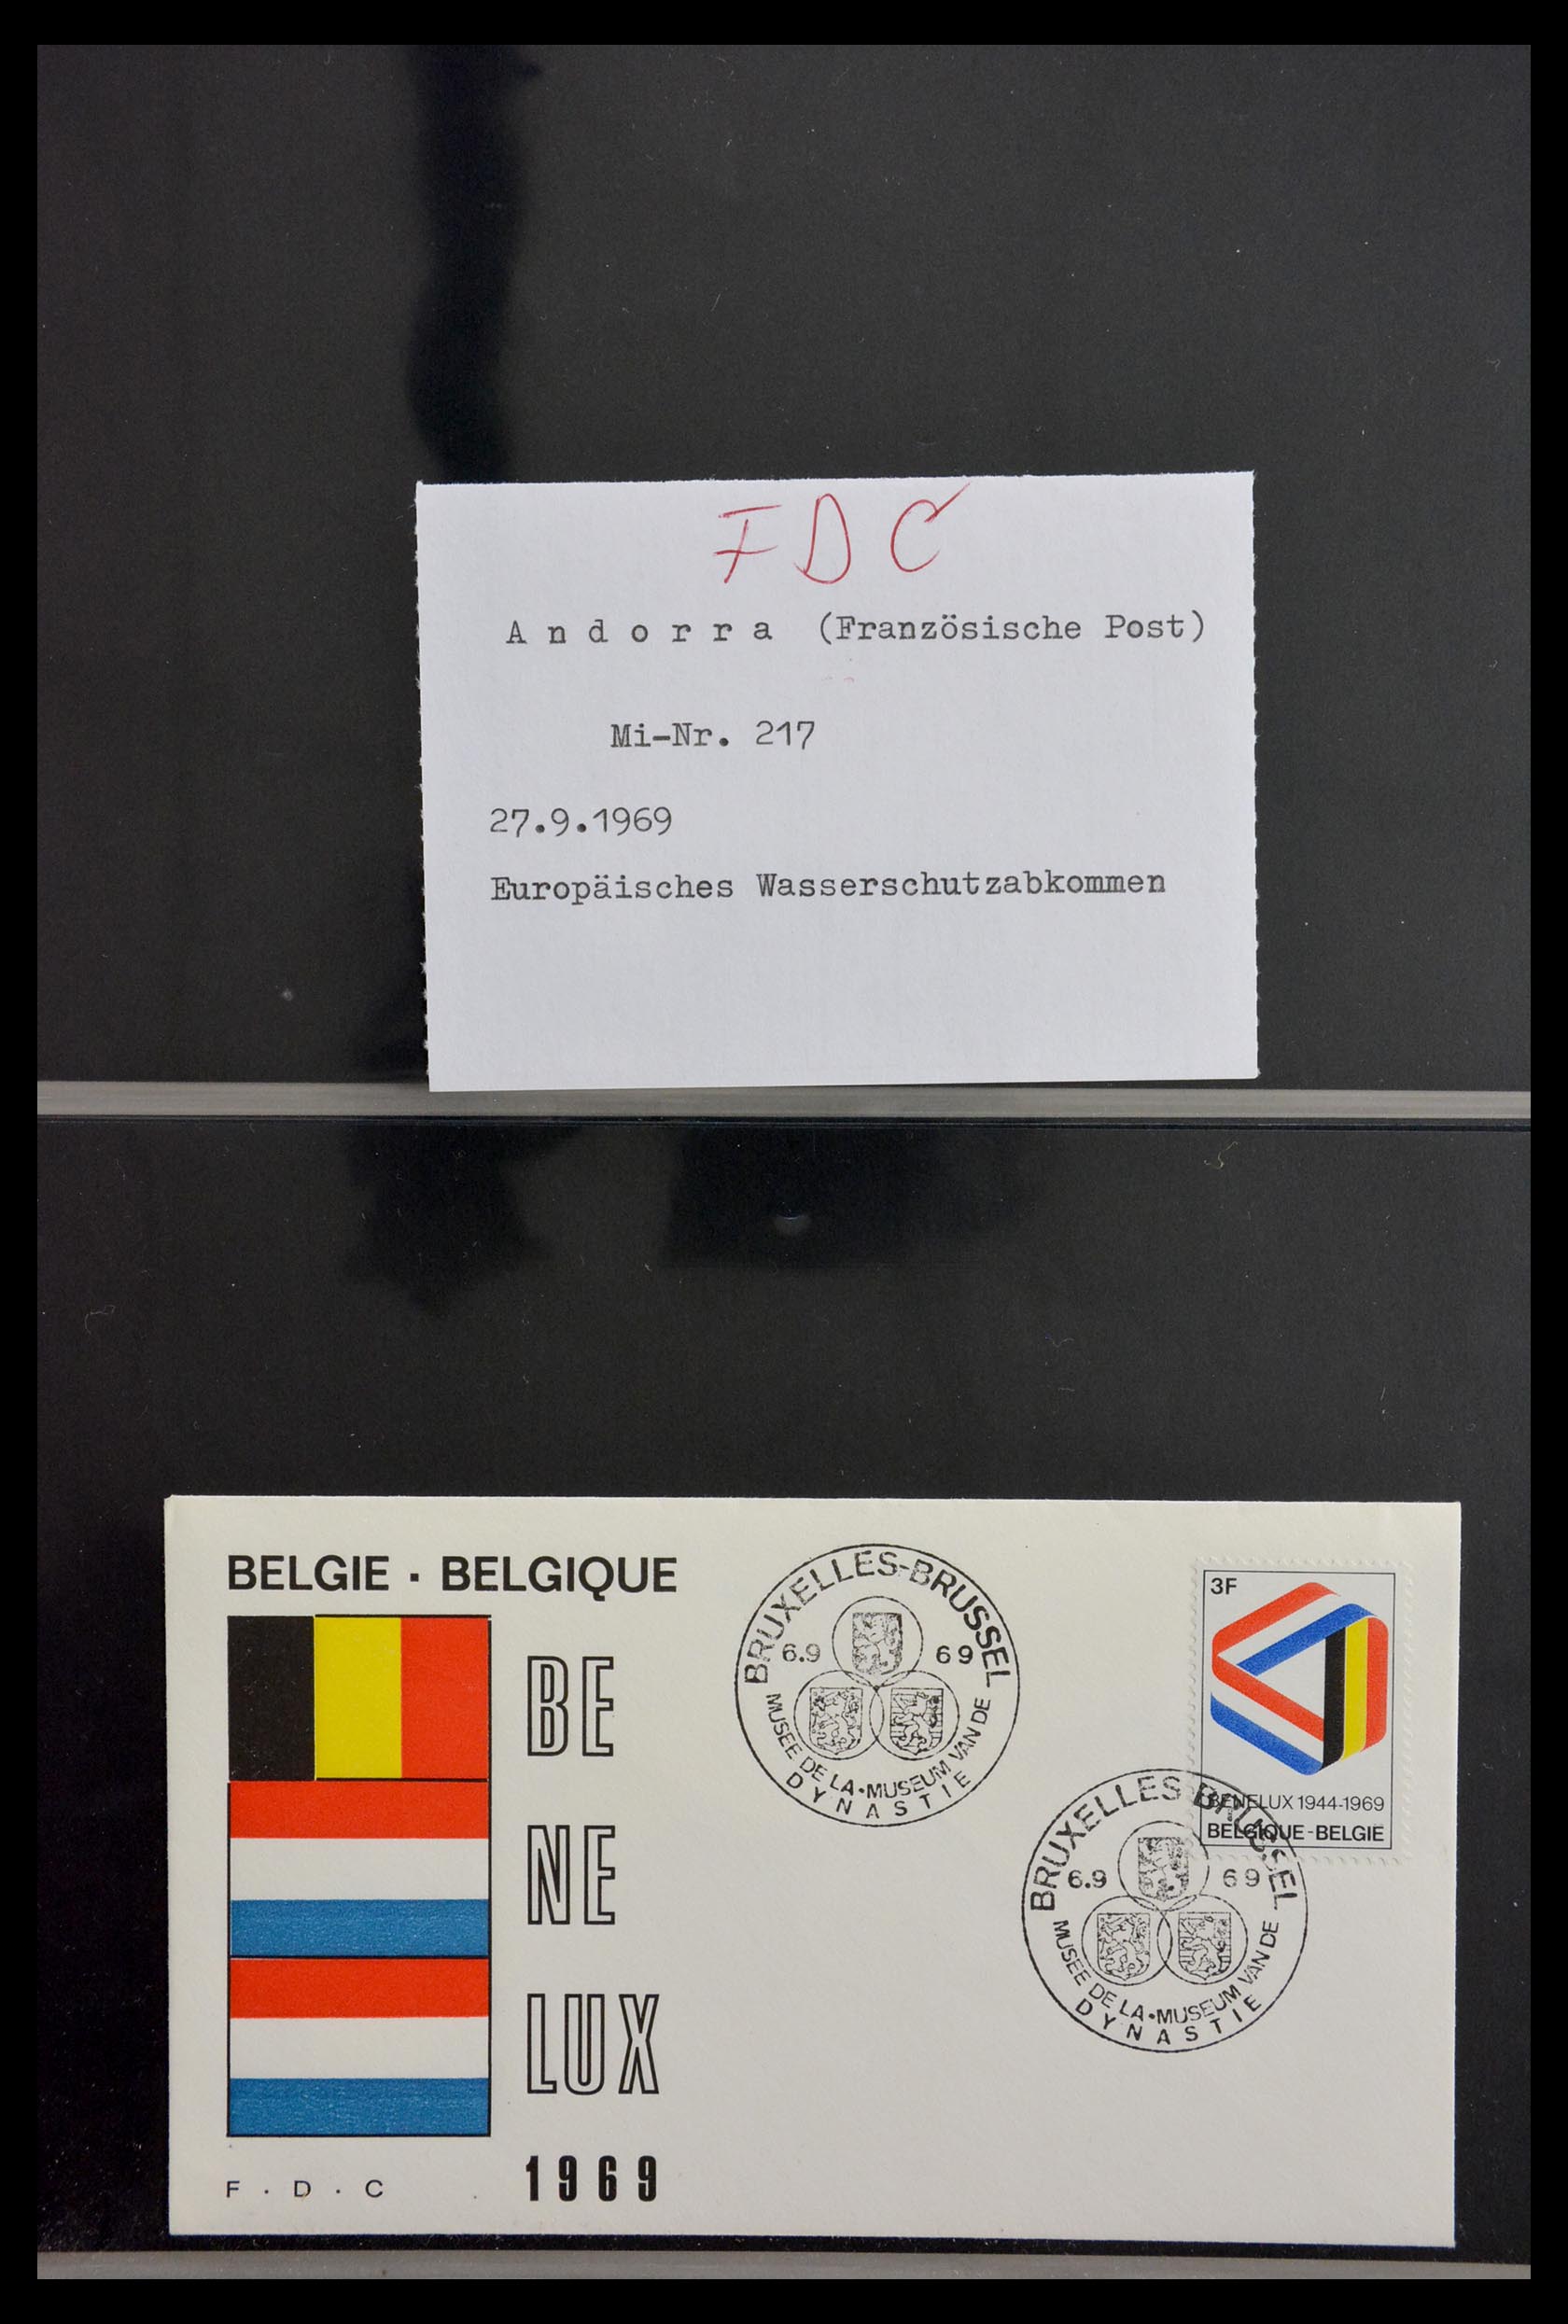 FDC
Andorra (Französische Post)
Mi-Nr. 217
27.9.1969
Europäisches Wasserschutzabkommen
BELGIE · BELGIQUE
BE
NE
LUX
1969
F · D · C
BRUXELLES-BRUSSEL
6.9 69
MUSEE DE LA • MUSEUM VAN DE
DYNASTIE
3F
BENELUX 1944-1969
BELGIQUE-BELGIE
BRUXELLES BRUSSEL
6.9 69
MUSEE DE LA • MUSEUM VAN DE
DYNASTIE